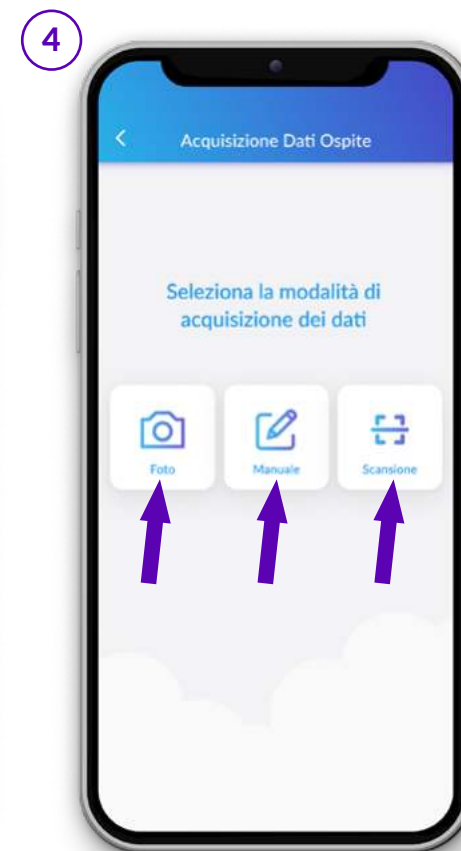 4
Acquisizione Dati Ospite
Seleziona la modalità di
acquisizione dei dati
Foto
Manuale
Scansione